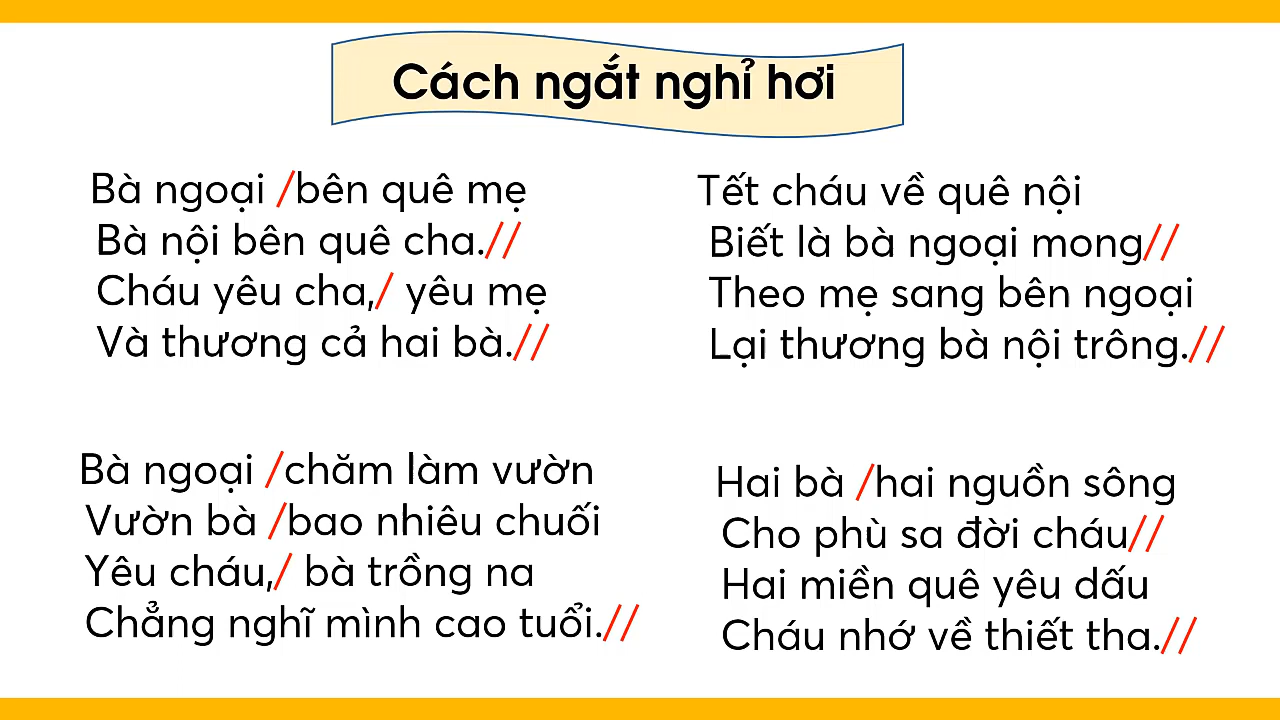 Cách ngắt nghỉ hơi
Bà ngoại /bên quê mẹ
Bà nội bên quê cha.//
Cháu yêu cha,/ yêu mẹ
Và thương cả hai bà.//
Tết cháu về quê nội
Biết là bà ngoại mong//
Theo mẹ sang bên ngoại
Lại thương bà nội trông.//
Bà ngoại /chăm làm vườn
Vườn bà /bao nhiêu chuối
Yêu cháu,/ bà trồng na
Chẳng nghĩ mình cao tuổi.//
Hai bà /hai nguồn sông
Cho phù sa đời cháu//
Hai miền quê yêu dấu
Cháu nhớ về thiết tha.//